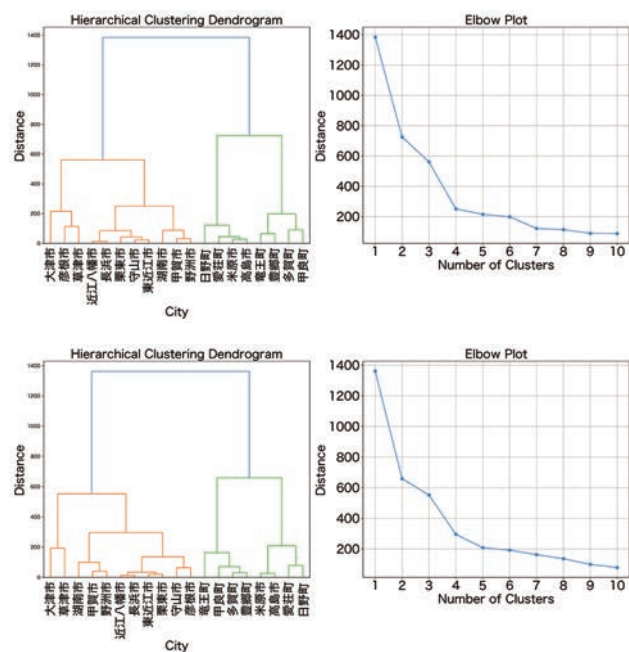 Hierarchical Clustering Dendrogram
1400
1200
1000
800
600
400
200
0
Distance
大津市
彦根市
草津市
近江八幡市
長浜市
栗東市
守山市
東近江市
湖南市
甲賀市
野洲市
日野町
愛荘町
米原市
高島市
竜王町
豊郷町
多賀町
甲良町
City
Elbow Plot
1400
1200
1000
800
600
400
200
Distance
1 2 3 4 5 6 7 8 9 10
Number of Clusters
Hierarchical Clustering Dendrogram
1400
1200
1000
800
600
400
200
0
Distance
大津市
草津市
湖南市
甲賀市
野洲市
近江八幡市
長浜市
東近江市
栗東市
守山市
彦根市
竜王町
甲良町
多賀町
豊郷町
米原市
高島市
愛荘町
日野町
City
Elbow Plot
1400
1200
1000
800
600
400
200
Distance
1 2 3 4 5 6 7 8 9 10
Number of Clusters